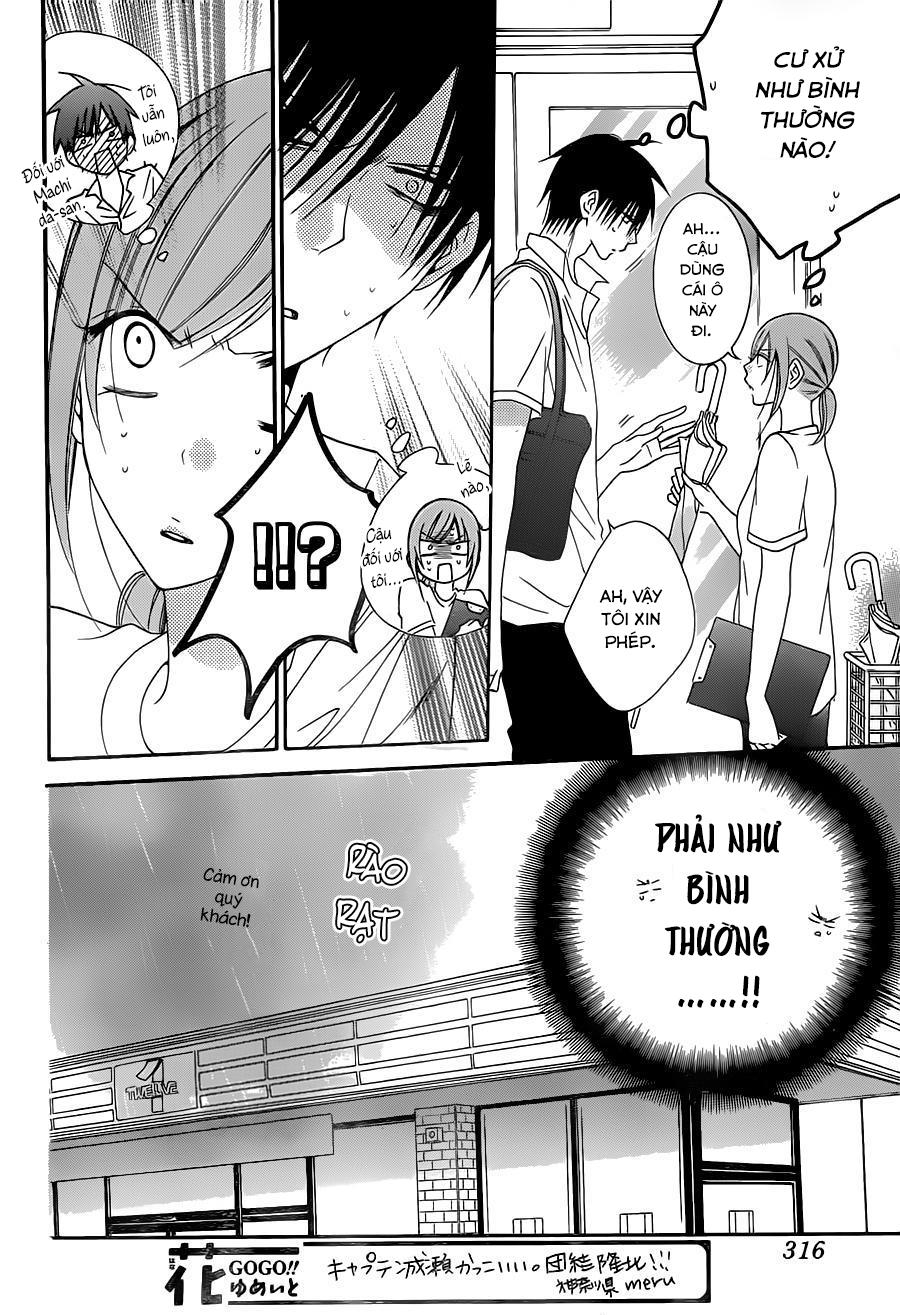 CƯ XỬ
NHƯ BÌNH
THƯỜNG
NÀO!
AH...
CẬU
DÙNG
CÁI Ô
NÀY
ĐI.
AH, VẬY
TÔI XIN
PHÉP.
Lẽ
nào,
Cậu
đối với
tôi...
!!?
Tôi
vẫn
luôn,
Đối với
Machi
da-san.
PHẢI NHƯ
BÌNH
THƯỜNG
......!!
RÀO
RẠT
Cảm ơn
quý
khách!
TWELVE
316
花
GOGO!!
ゆめいと
キャプテン成瀬かっこいい。団結降北!!!
神奈川県 meru